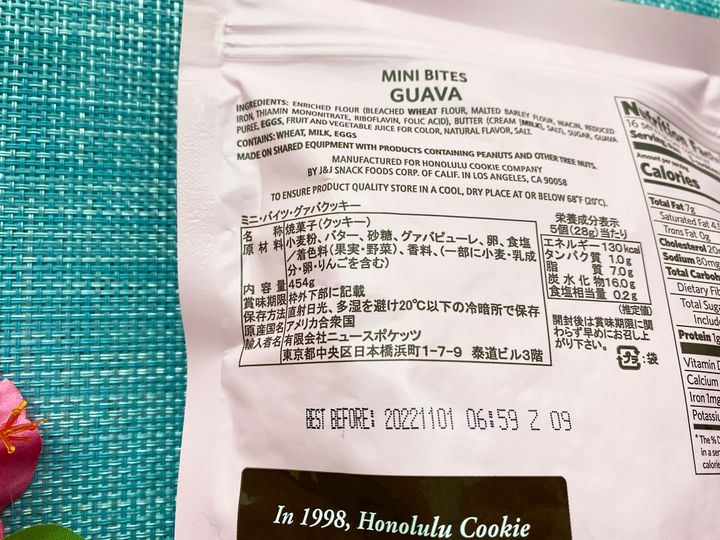 MINI BITES
GUAVA
INGREDIENTS: ENRICHED FLOUR (BLEACHED WHEAT FLOUR, MALTED BARLEY FLOUR, NIACIN, REDUCED
IRON, THIAMIN MONONITRATE, RIBOFLAVIN, FOLIC ACID), BUTTER (CREAM [MILK], SALT), SUGAR, GUAVA
PUREE, EGGS, FRUIT AND VEGETABLE JUICE FOR COLOR, NATURAL FLAVOR, SALT.
CONTAINS: WHEAT, MILK, EGGS
MADE ON SHARED EQUIPMENT WITH PRODUCTS CONTAINING PEANUTS AND OTHER TREE NUTS.
MANUFACTURED FOR HONOLULU COOKIE COMPANY
BY J&J SNACK FOODS CORP. OF CALIF. IN LOS ANGELES, CA 90058
TO ENSURE PRODUCT QUALITY STORE IN A COOL, DRY PLACE AT OR BELOW 68°F (20°C).
ミニ・バイツ・グァバクッキー
名称 焼菓子(クッキー)
原材料 小麦粉、バター、砂糖、グァバピューレ、卵、食塩
/着色料(果実・野菜)、香料、(一部に小麦・乳成
分・卵・りんごを含む)
内容量 454g
賞味期限 枠外下部に記載
保存方法 直射日光、多湿を避け20℃以下の冷暗所で保存
原産国名 アメリカ合衆国
輸入者名 有限会社ニュースポケッツ
東京都中央区日本橋浜町1-7-9 泰道ビル3階
栄養成分表示
5個(28g)当たり
エネルギー 130kcal
タンパク質 1.0g
脂質 7.0g
炭水化物 16.0g
食塩相当量 0.2g
(推定値)
開封後は賞味期限に関
わらず早めにお召し上
がり下さい。
プラ :袋
Nutrition
16
Serving
Amount per
Calories
Total Fat 7g
Saturated Fat
Trans Fat 0g
Cholesterol
Sodium 80mg
Total
Dietary
Total
Protein 1g
Vitamin D
Calcium
Iron 1mg
* The %
in a
BEST BEFORE: 20221101 06:59 Z 09
In 1998, Honolulu Cookie